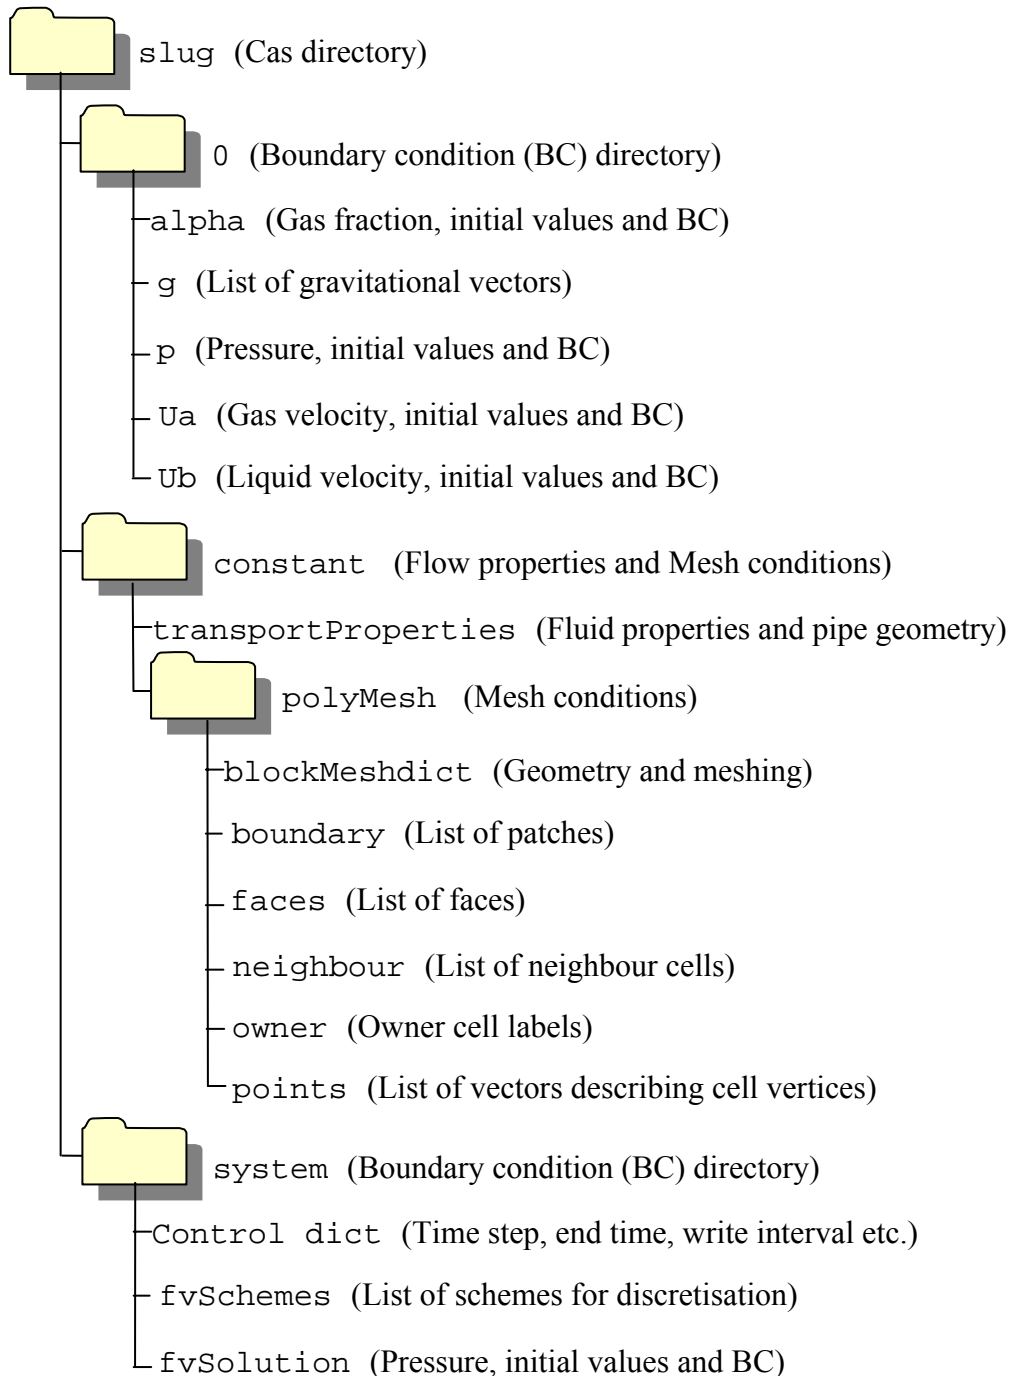 slug (Cas directory)
0 (Boundary condition (BC) directory)
alpha (Gas fraction, initial values and BC)
g (List of gravitational vectors)
p (Pressure, initial values and BC)
Ua (Gas velocity, initial values and BC)
Ub (Liquid velocity, initial values and BC)
constant (Flow properties and Mesh conditions)
transportProperties (Fluid properties and pipe geometry)
polyMesh (Mesh conditions)
blockMeshdict (Geometry and meshing)
boundary (List of patches)
faces (List of faces)
neighbour (List of neighbour cells)
owner (Owner cell labels)
points (List of vectors describing cell vertices)
system (Boundary condition (BC) directory)
Control dict (Time step, end time, write interval etc.)
fvSchemes (List of schemes for discretisation)
fvSolution (Pressure, initial values and BC)